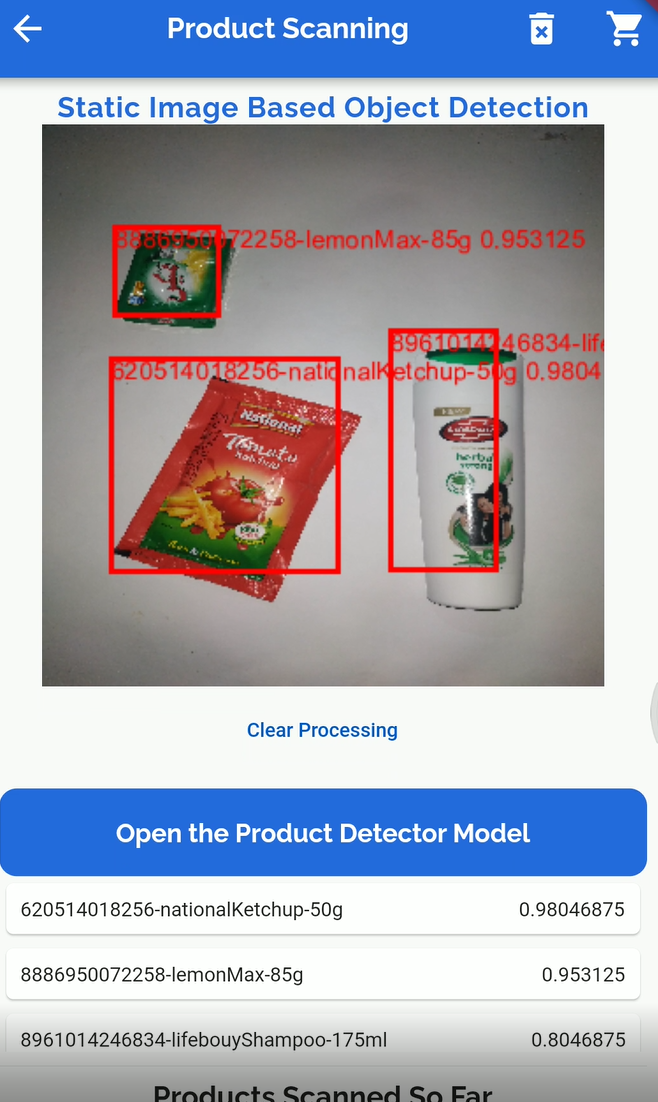 Product Scanning
Static Image Based Object Detection
8886950072258-lemonMax-85g 0.953125
8961014246834-life
620514018256-nationalKetchup-50g 0.9804
National
Tomato
Ketchup
Lifebuoy
herbal
Clear Processing
Open the Product Detector Model
620514018256-nationalKetchup-50g 0.98046875
8886950072258-lemonMax-85g 0.953125
8961014246834-lifebouyShampoo-175ml 0.8046875
Products Scanned So Far